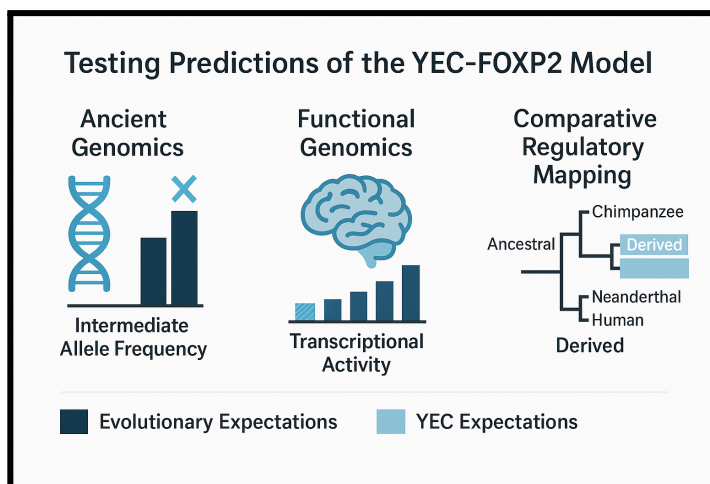 Testing Predictions of the YEC-FOXP2 Model
Ancient
Genomics
Intermediate
Allele Frequency
Functional
Genomics
Transcriptional
Activity
Comparative
Regulatory
Mapping
Chimpanzee
Ancestral
Derived
Neanderthal
Human
Derived
Evolutionary Expectations
YEC Expectations